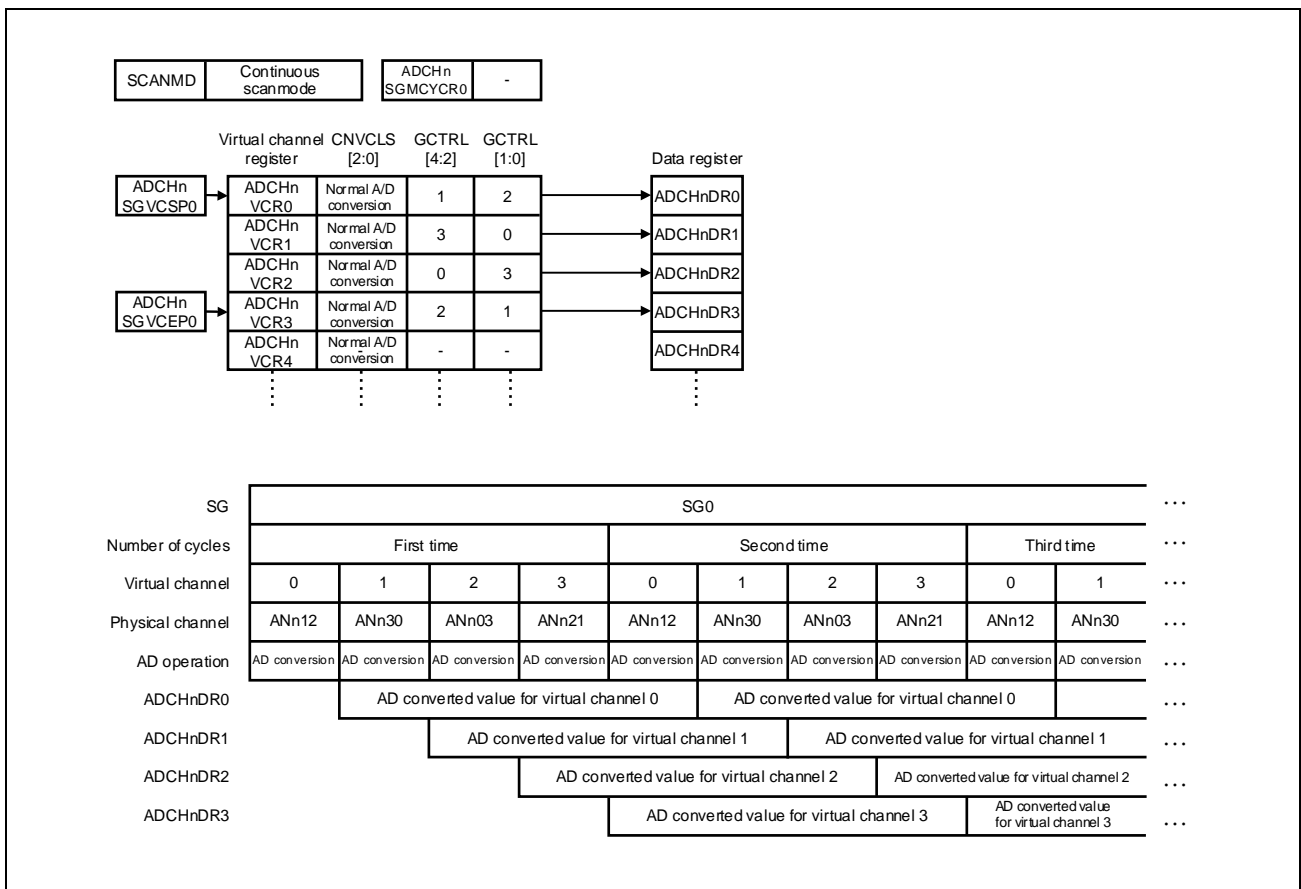 SCANMD Continuous scanmode ADCHn SGMCYCR0 -
Virtual channel register CNVCLS [2:0] GCTRL [4:2] GCTRL [1:0] Data register
ADCHn SGVCSP0 ADCHn VCR0 Normal A/D conversion 1 2 ADCHnDR0
ADCHn VCR1 Normal A/D conversion 3 0 ADCHnDR1
ADCHn VCR2 Normal A/D conversion 0 3 ADCHnDR2
ADCHn SGVCEP0 ADCHn VCR3 Normal A/D conversion 2 1 ADCHnDR3
ADCHn VCR4 Normal A/D conversion - - - ADCHnDR4
SG SG0 ...
Number of cycles First time Second time Third time ...
Virtual channel 0 1 2 3 0 1 2 3 0 1 ...
Physical channel ANn12 ANn30 ANn03 ANn21 ANn12 ANn30 ANn03 ANn21 ANn12 ANn30 ...
AD operation AD conversion AD conversion AD conversion AD conversion AD conversion AD conversion AD conversion AD conversion AD conversion AD conversion ...
ADCHnDR0 AD converted value for virtual channel 0 AD converted value for virtual channel 0 ...
ADCHnDR1 AD converted value for virtual channel 1 AD converted value for virtual channel 1 ...
ADCHnDR2 AD converted value for virtual channel 2 AD converted value for virtual channel 2 ...
ADCHnDR3 AD converted value for virtual channel 3 AD converted value for virtual channel 3 ...